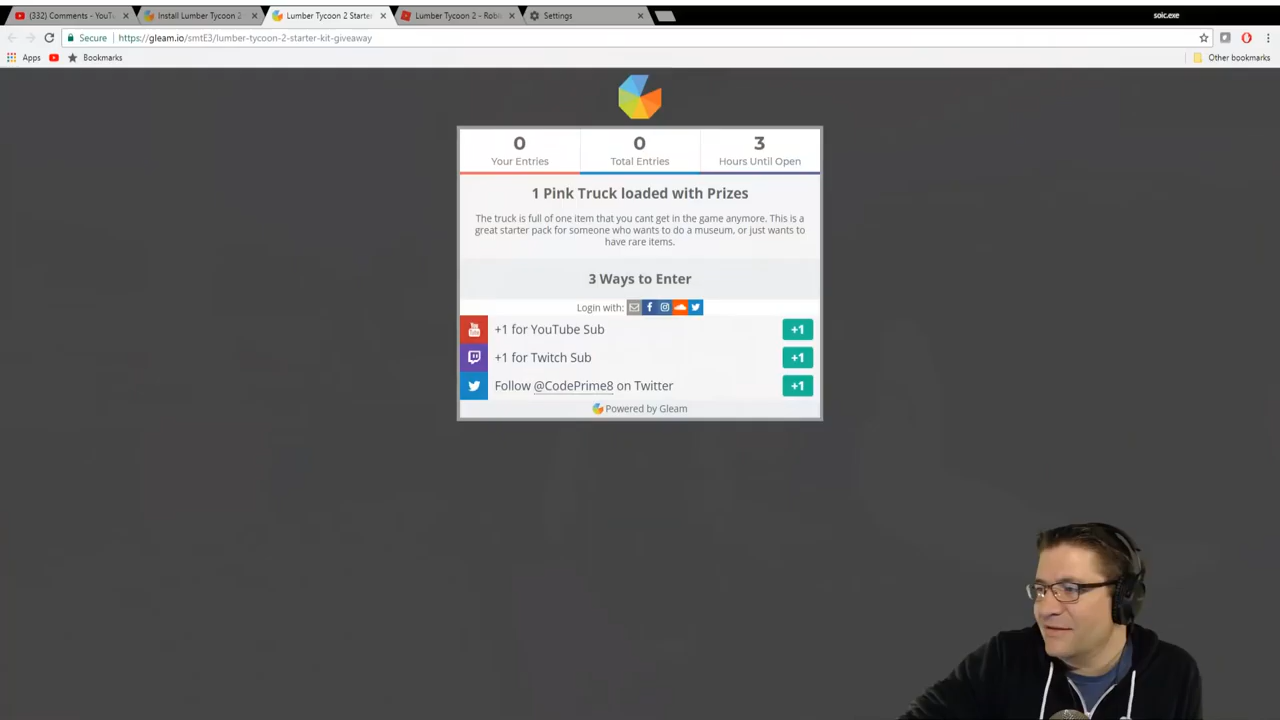 (332) Comments - YouTu
Install Lumber Tycoon 2
Lumber Tycoon 2 Starter
Lumber Tycoon 2 - Robl
Settings
soic.exe
Secure
https://gleam.io/smtE3/lumber-tycoon-2-starter-kit-giveaway
Apps
Bookmarks
Other bookmarks
0
Your Entries
0
Total Entries
3
Hours Until Open
1 Pink Truck loaded with Prizes
The truck is full of one item that you cant get in the game anymore. This is a
great starter pack for someone who wants to do a museum, or just wants to
have rare items.
3 Ways to Enter
Login with:
+1 for YouTube Sub
+1
+1 for Twitch Sub
+1
Follow @CodePrime8 on Twitter
+1
Powered by Gleam